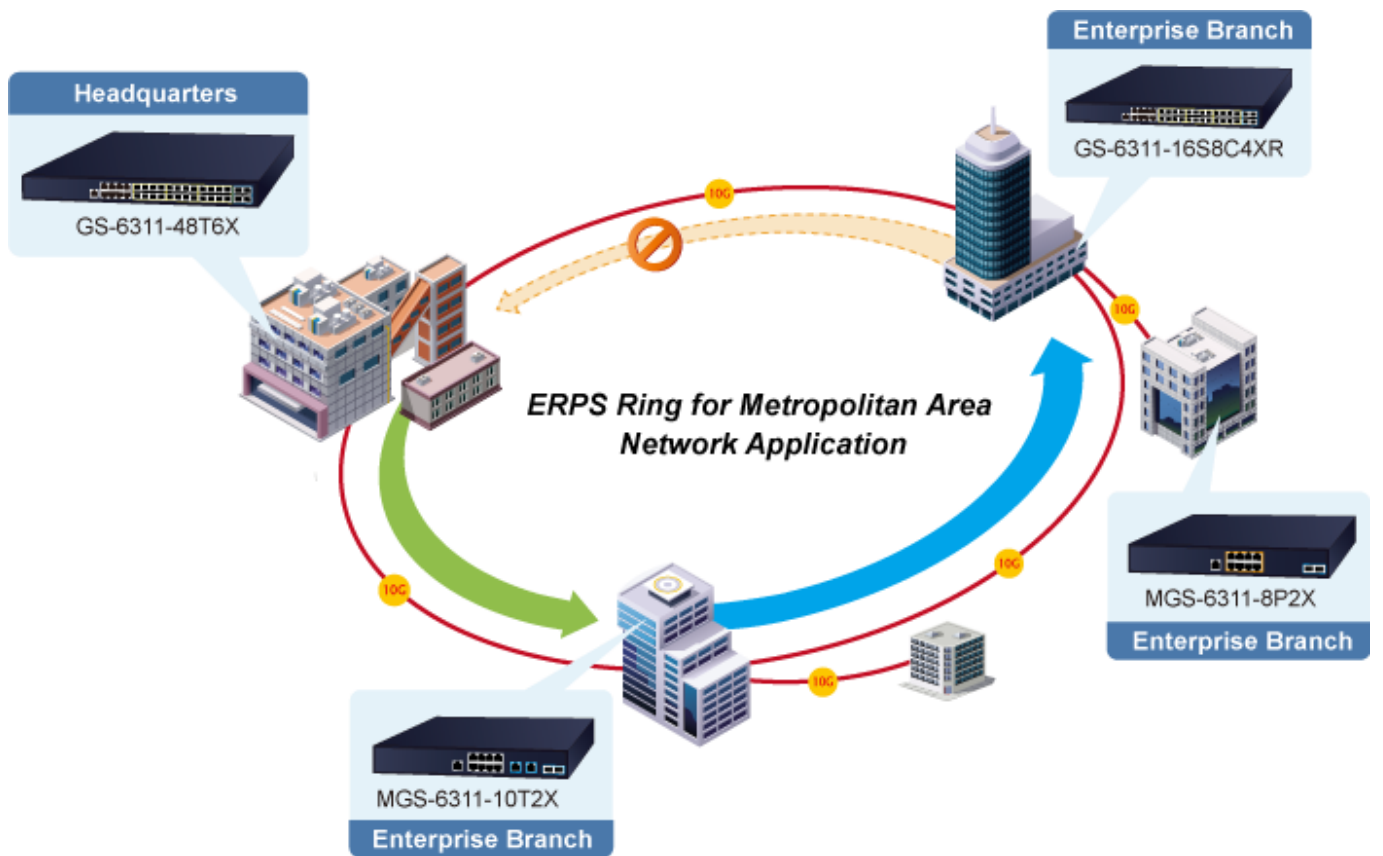 Enterprise Branch
GS-6311-16S8C4XR
Headquarters
GS-6311-48T6X
10G
10G
ERPS Ring for Metropolitan Area
Network Application
MGS-6311-8P2X
Enterprise Branch
10G
10G
10G
MGS-6311-10T2X
Enterprise Branch